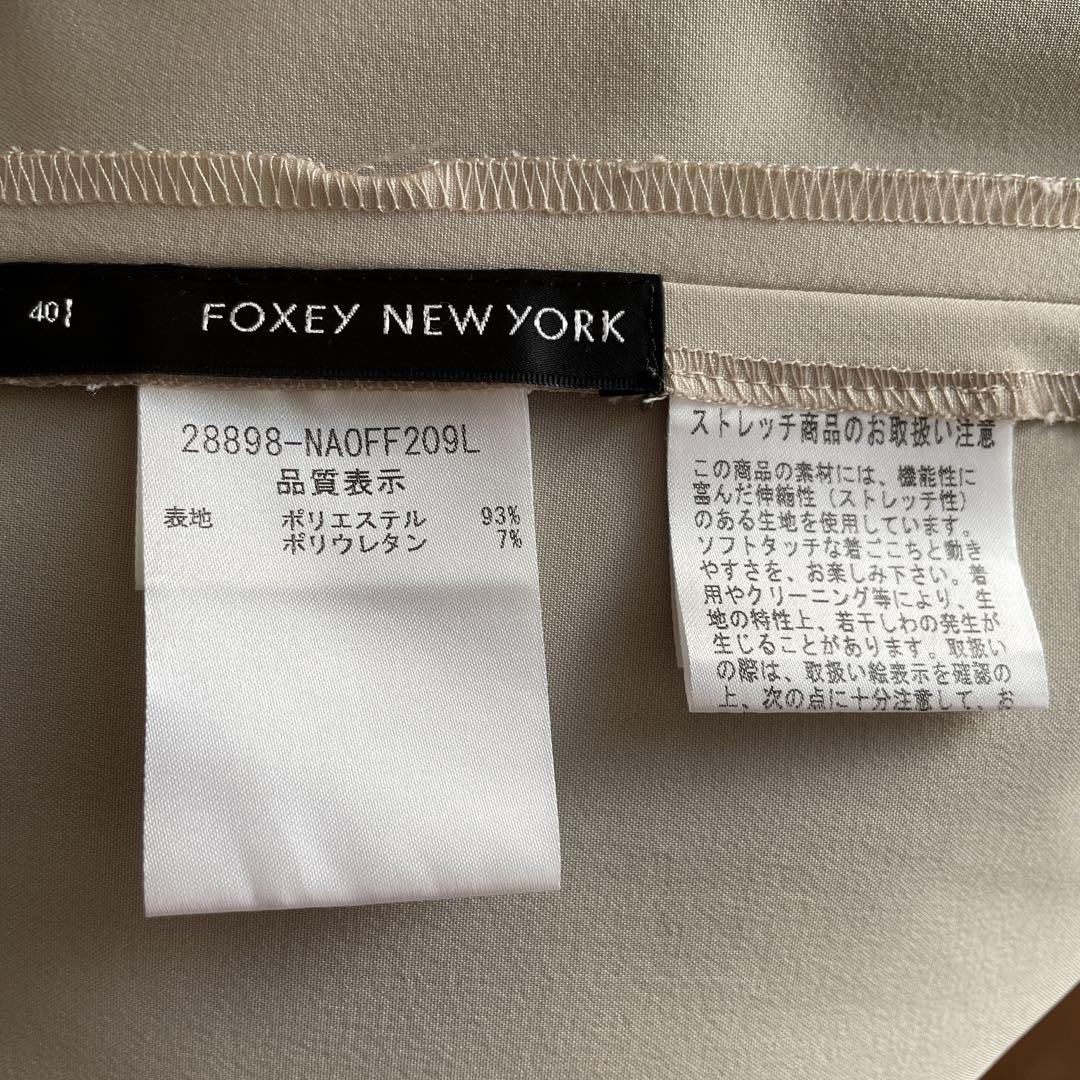 40
FOXEY NEW YORK
28898-NAOFF209L
品質表示
表地 ポリエステル 93%
ポリウレタン 7%
ストレッチ商品のお取扱い注意
この商品の素材には、機能性に
富んだ伸縮性(ストレッチ性)
のある生地を使用しています。
ソフトタッチな着ごこちと動き
やすさを、お楽しみ下さい。着
用やクリーニング等により、生
地の特性上、若干しわの発生が
生じることがあります。取扱い
の際は、取扱い絵表示を確認の
上、次の点に十分注意して、お